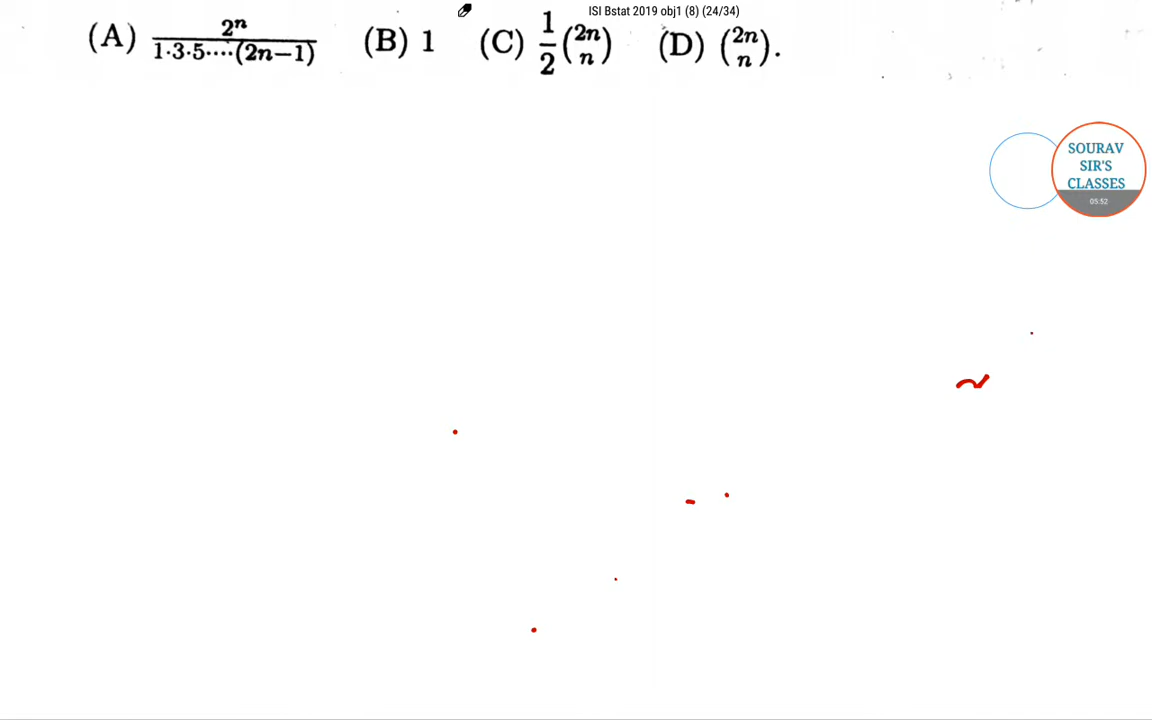 ISI Bstat 2019 obj1 (8) (24/34)
(A) 2ⁿ/1·3·5····(2n−1) (B) 1 (C) 1/2 (2n n) (D) (2n n).
SOURAV
SIR'S
CLASSES
05:52